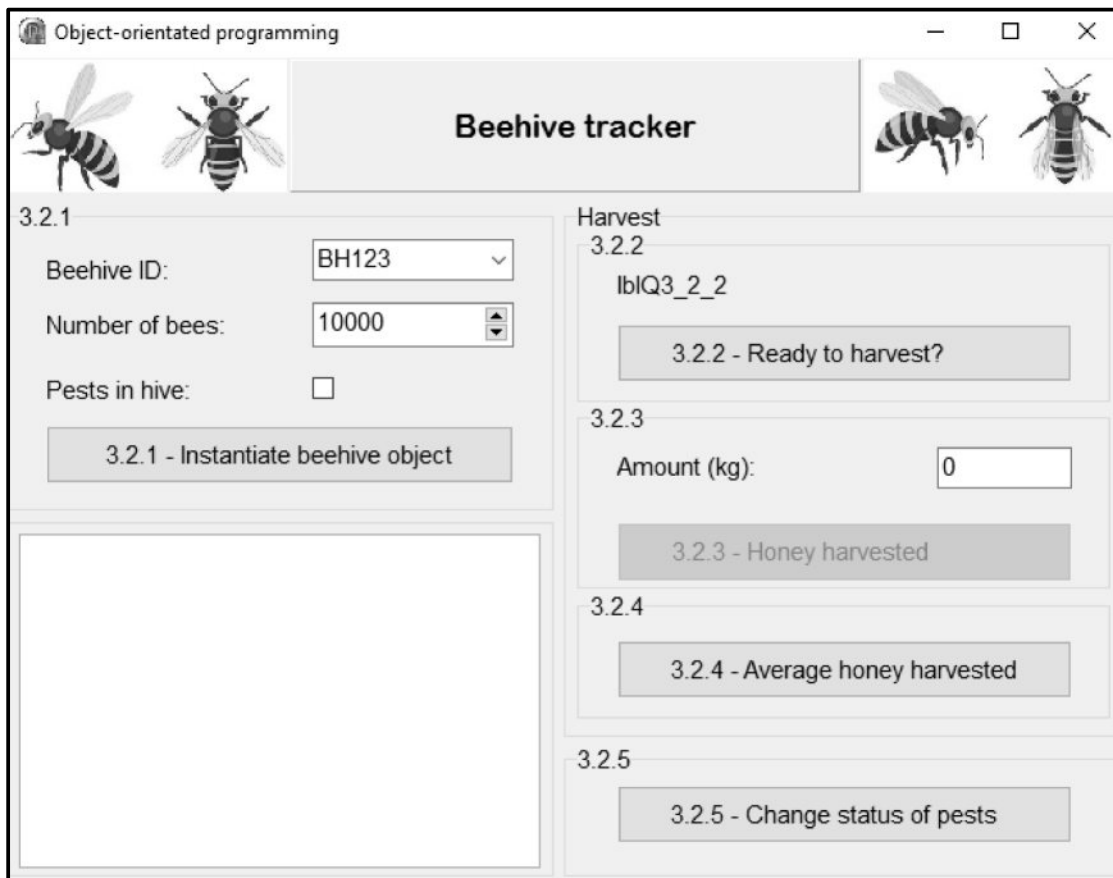 Object-orientated programming
Beehive tracker
3.2.1
Beehive ID:
BH123
Number of bees:
10000
Pests in hive:
3.2.1 - Instantiate beehive object
Harvest
3.2.2
lblQ3_2_2
3.2.2 - Ready to harvest?
3.2.3
Amount (kg):
0
3.2.3 - Honey harvested
3.2.4
3.2.4 - Average honey harvested
3.2.5
3.2.5 - Change status of pests